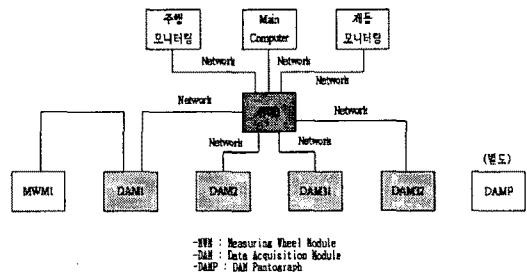 주행
모니터링
Main
Computer
제동
모니터링
Network
Network
Network
Network
Network
Network
Network
(별도)
MWM1
DAM1
DAM2
DAM31
DAM32
DAMP
-MWM : Measuring Wheel Module
-DAM : Data Acquisition Module
-DAMP : DAM Pantograph